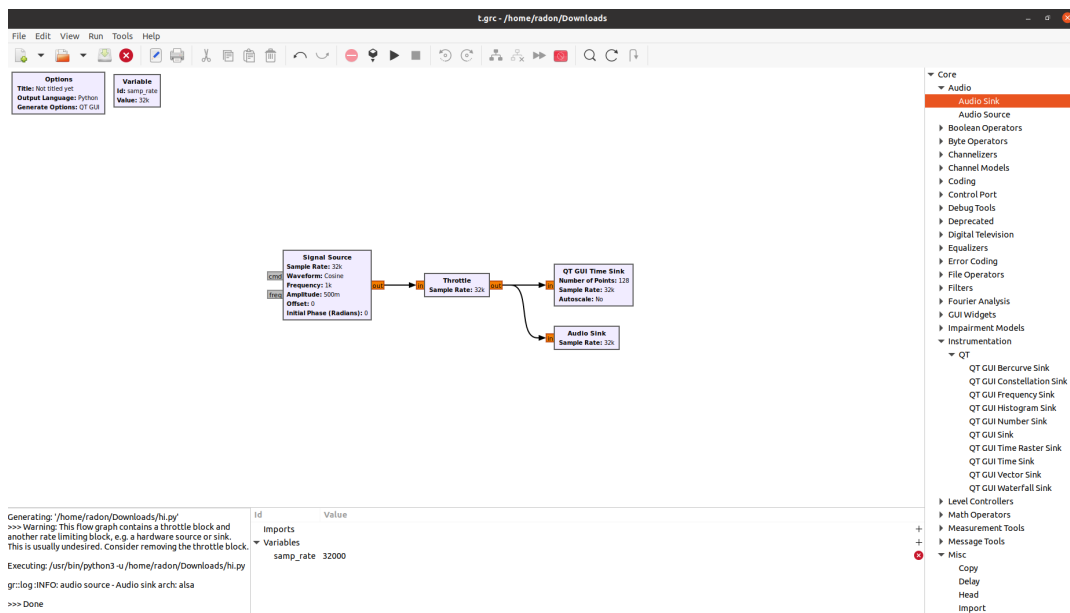 t.grc - /home/radon/Downloads
File Edit View Run Tools Help
Options
Title: Not titled yet
Output Language: Python
Generate Options: QT GUI
Variable
Id: samp_rate
Value: 32k
Signal Source
Sample Rate: 32k
Waveform: Cosine
Frequency: 1k
Amplitude: 500m
Offset: 0
Initial Phase (Radians): 0
cmd
freq
out
in
Throttle
Sample Rate: 32k
out
in
QT GUI Time Sink
Number of Points: 128
Sample Rate: 32k
Autoscale: No
in
Audio Sink
Sample Rate: 32k
Core
Audio
Audio Sink
Audio Source
Boolean Operators
Byte Operators
Channelizers
Channel Models
Coding
Control Port
Debug Tools
Deprecated
Digital Television
Equalizers
Error Coding
File Operators
Filters
Fourier Analysis
GUI Widgets
Impairment Models
Instrumentation
QT
QT GUI Bercurve Sink
QT GUI Constellation Sink
QT GUI Frequency Sink
QT GUI Histogram Sink
QT GUI Number Sink
QT GUI Sink
QT GUI Time Raster Sink
QT GUI Time Sink
QT GUI Vector Sink
QT GUI Waterfall Sink
Level Controllers
Math Operators
Measurement Tools
Message Tools
Misc
Copy
Delay
Head
Import
Generating: '/home/radon/Downloads/hi.py'
>>> Warning: This flow graph contains a throttle block and
another rate limiting block, e.g. a hardware source or sink.
This is usually undesired. Consider removing the throttle block.
Executing: /usr/bin/python3 -u /home/radon/Downloads/hi.py
gr::log :INFO: audio source - Audio sink arch: alsa
>>> Done
Id Value
Imports
Variables
samp_rate 32000